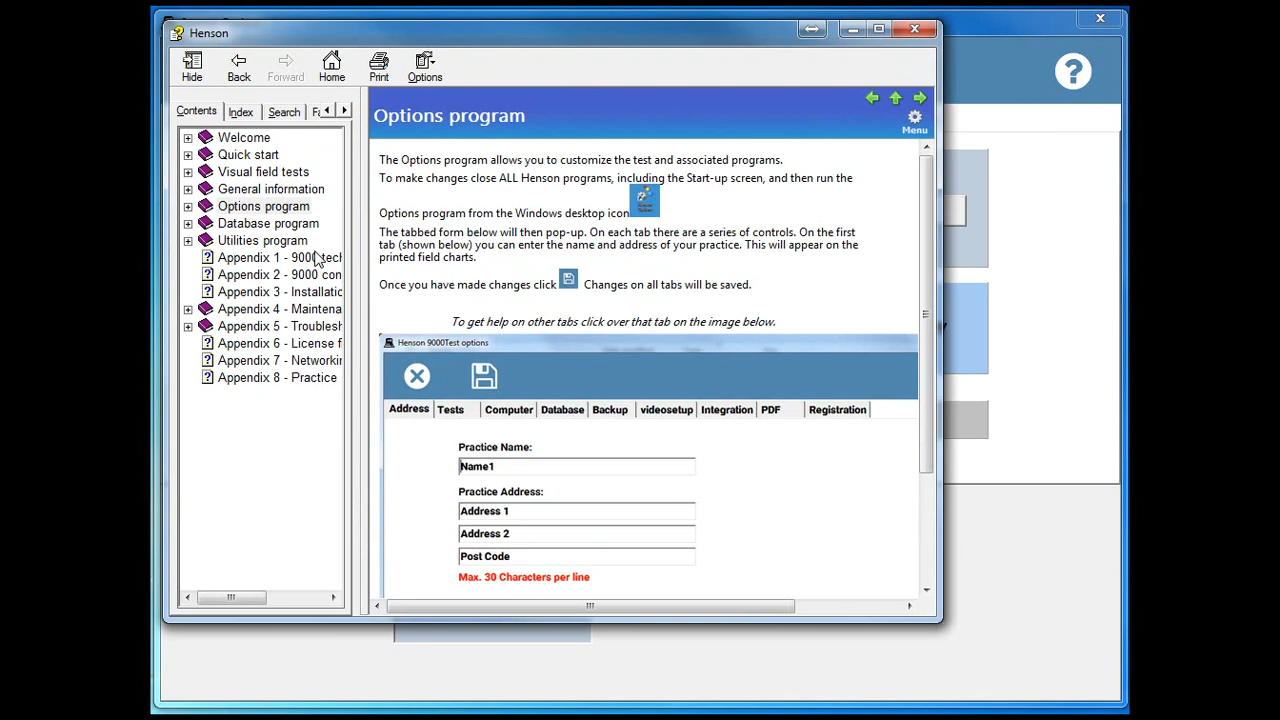 Henson
Hide
Back
Forward
Home
Print
Options
Contents
Index
Search
Welcome
Quick start
Visual field tests
General information
Options program
Database program
Utilities program
Appendix 1 - 9000 tech
Appendix 2 - 9000 con
Appendix 3 - Installatic
Appendix 4 - Maintena
Appendix 5 - Troublesh
Appendix 6 - License f
Appendix 7 - Networkin
Appendix 8 - Practice
Options program
Menu
The Options program allows you to customize the test and associated programs.
To make changes close ALL Henson programs, including the Start-up screen, and then run the
Options program from the Windows desktop icon
The tabbed form below will then pop-up. On each tab there are a series of controls. On the first
tab (shown below) you can enter the name and address of your practice. This will appear on the
printed field charts.
Once you have made changes click Changes on all tabs will be saved.
To get help on other tabs click over that tab on the image below.
Henson 9000Test options
Address
Tests
Computer
Database
Backup
videosetup
Integration
PDF
Registration
Practice Name:
Name1
Practice Address:
Address 1
Address 2
Post Code
Max. 30 Characters per line